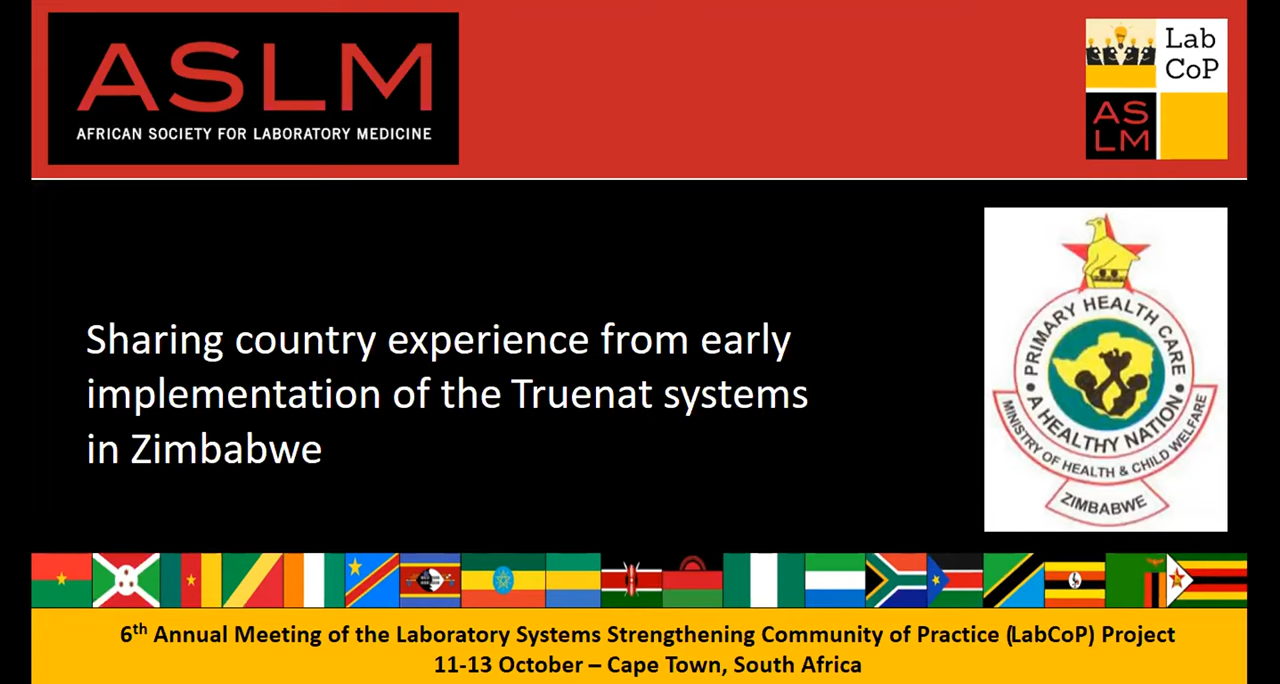 ASLM
AFRICAN SOCIETY FOR LABORATORY MEDICINE
Lab
CoP
AS
LM
Sharing country experience from early
implementation of the Truenat systems
in Zimbabwe
PRIMARY HEALTH CARE
A HEALTHY NATION
MINISTRY OF HEALTH & CHILD WELFARE
ZIMBABWE
6th Annual Meeting of the Laboratory Systems Strengthening Community of Practice (LabCoP) Project
11-13 October – Cape Town, South Africa